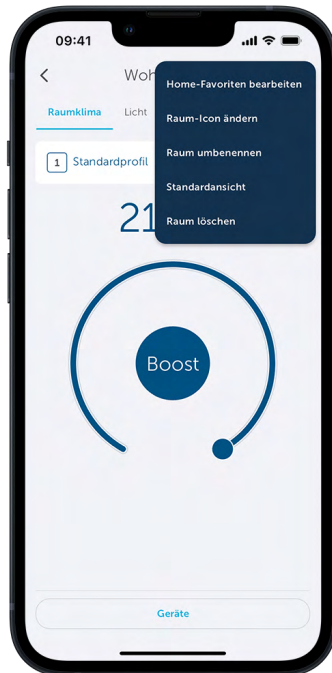 09:41
Woh
Home-Favoriten bearbeiten
Raum-Icon ändern
Raum umbenennen
Standardansicht
Raum löschen
Raumklima
Licht
1 Standardprofil
21
Boost
Geräte